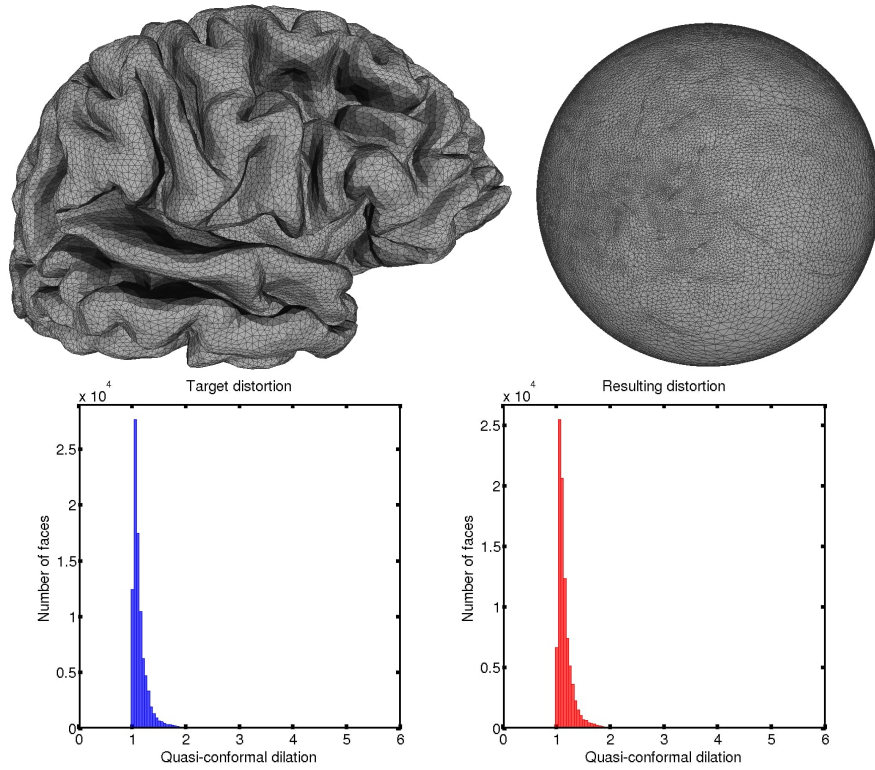 Target distortion
x 10 4
2.5
2
1.5
1
0.5
0
0 1 2 3 4 5 6
Number of faces
Quasi-conformal dilation
Resulting distortion
x 10 4
2.5
2
1.5
1
0.5
0
0 1 2 3 4 5 6
Number of faces
Quasi-conformal dilation